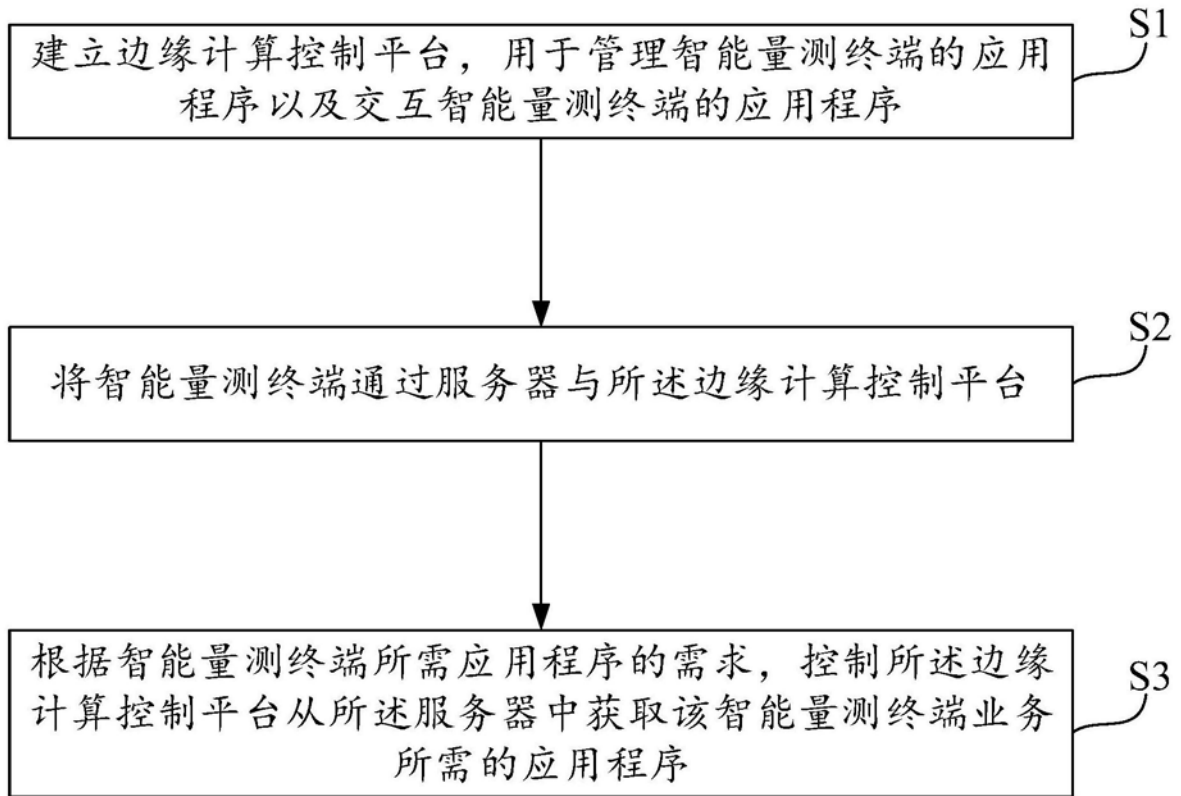 S1
建立边缘计算控制平台，用于管理智能量测终端的应用
程序以及交互智能量测终端的应用程序
S2
将智能量测终端通过服务器与所述边缘计算控制平台
S3
根据智能量测终端所需应用程序的需求，控制所述边缘
计算控制平台从所述服务器中获取该智能量测终端业务
所需的应用程序